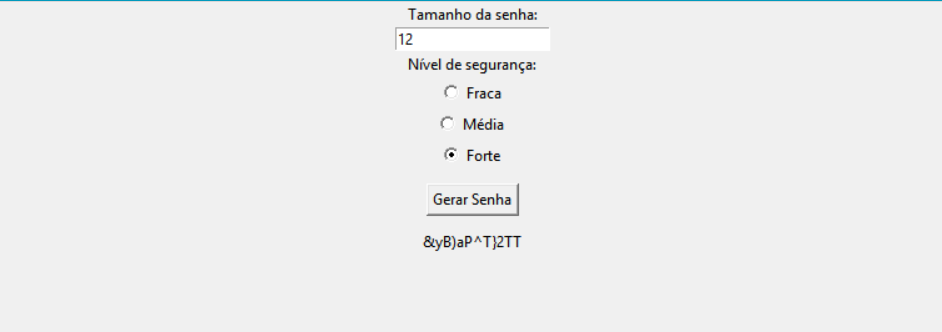 Tamanho da senha:
12
Nível de segurança:
Fraca
Média
Forte
Gerar Senha
&yB)aP^T}2TT